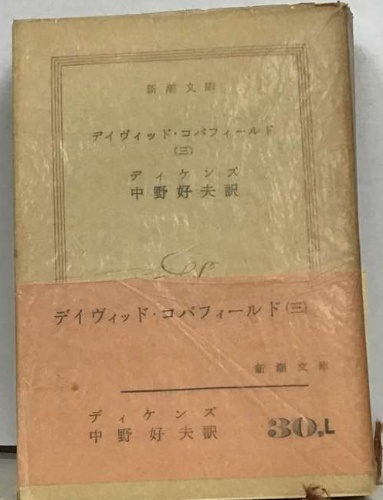 新潮文庫
デイヴィッド・コパフィールド
(三)
ディケンズ
中野好夫訳
デイヴィッド・コパフィールド(三)
新潮文庫
ディケンズ
中野好夫訳
30.L